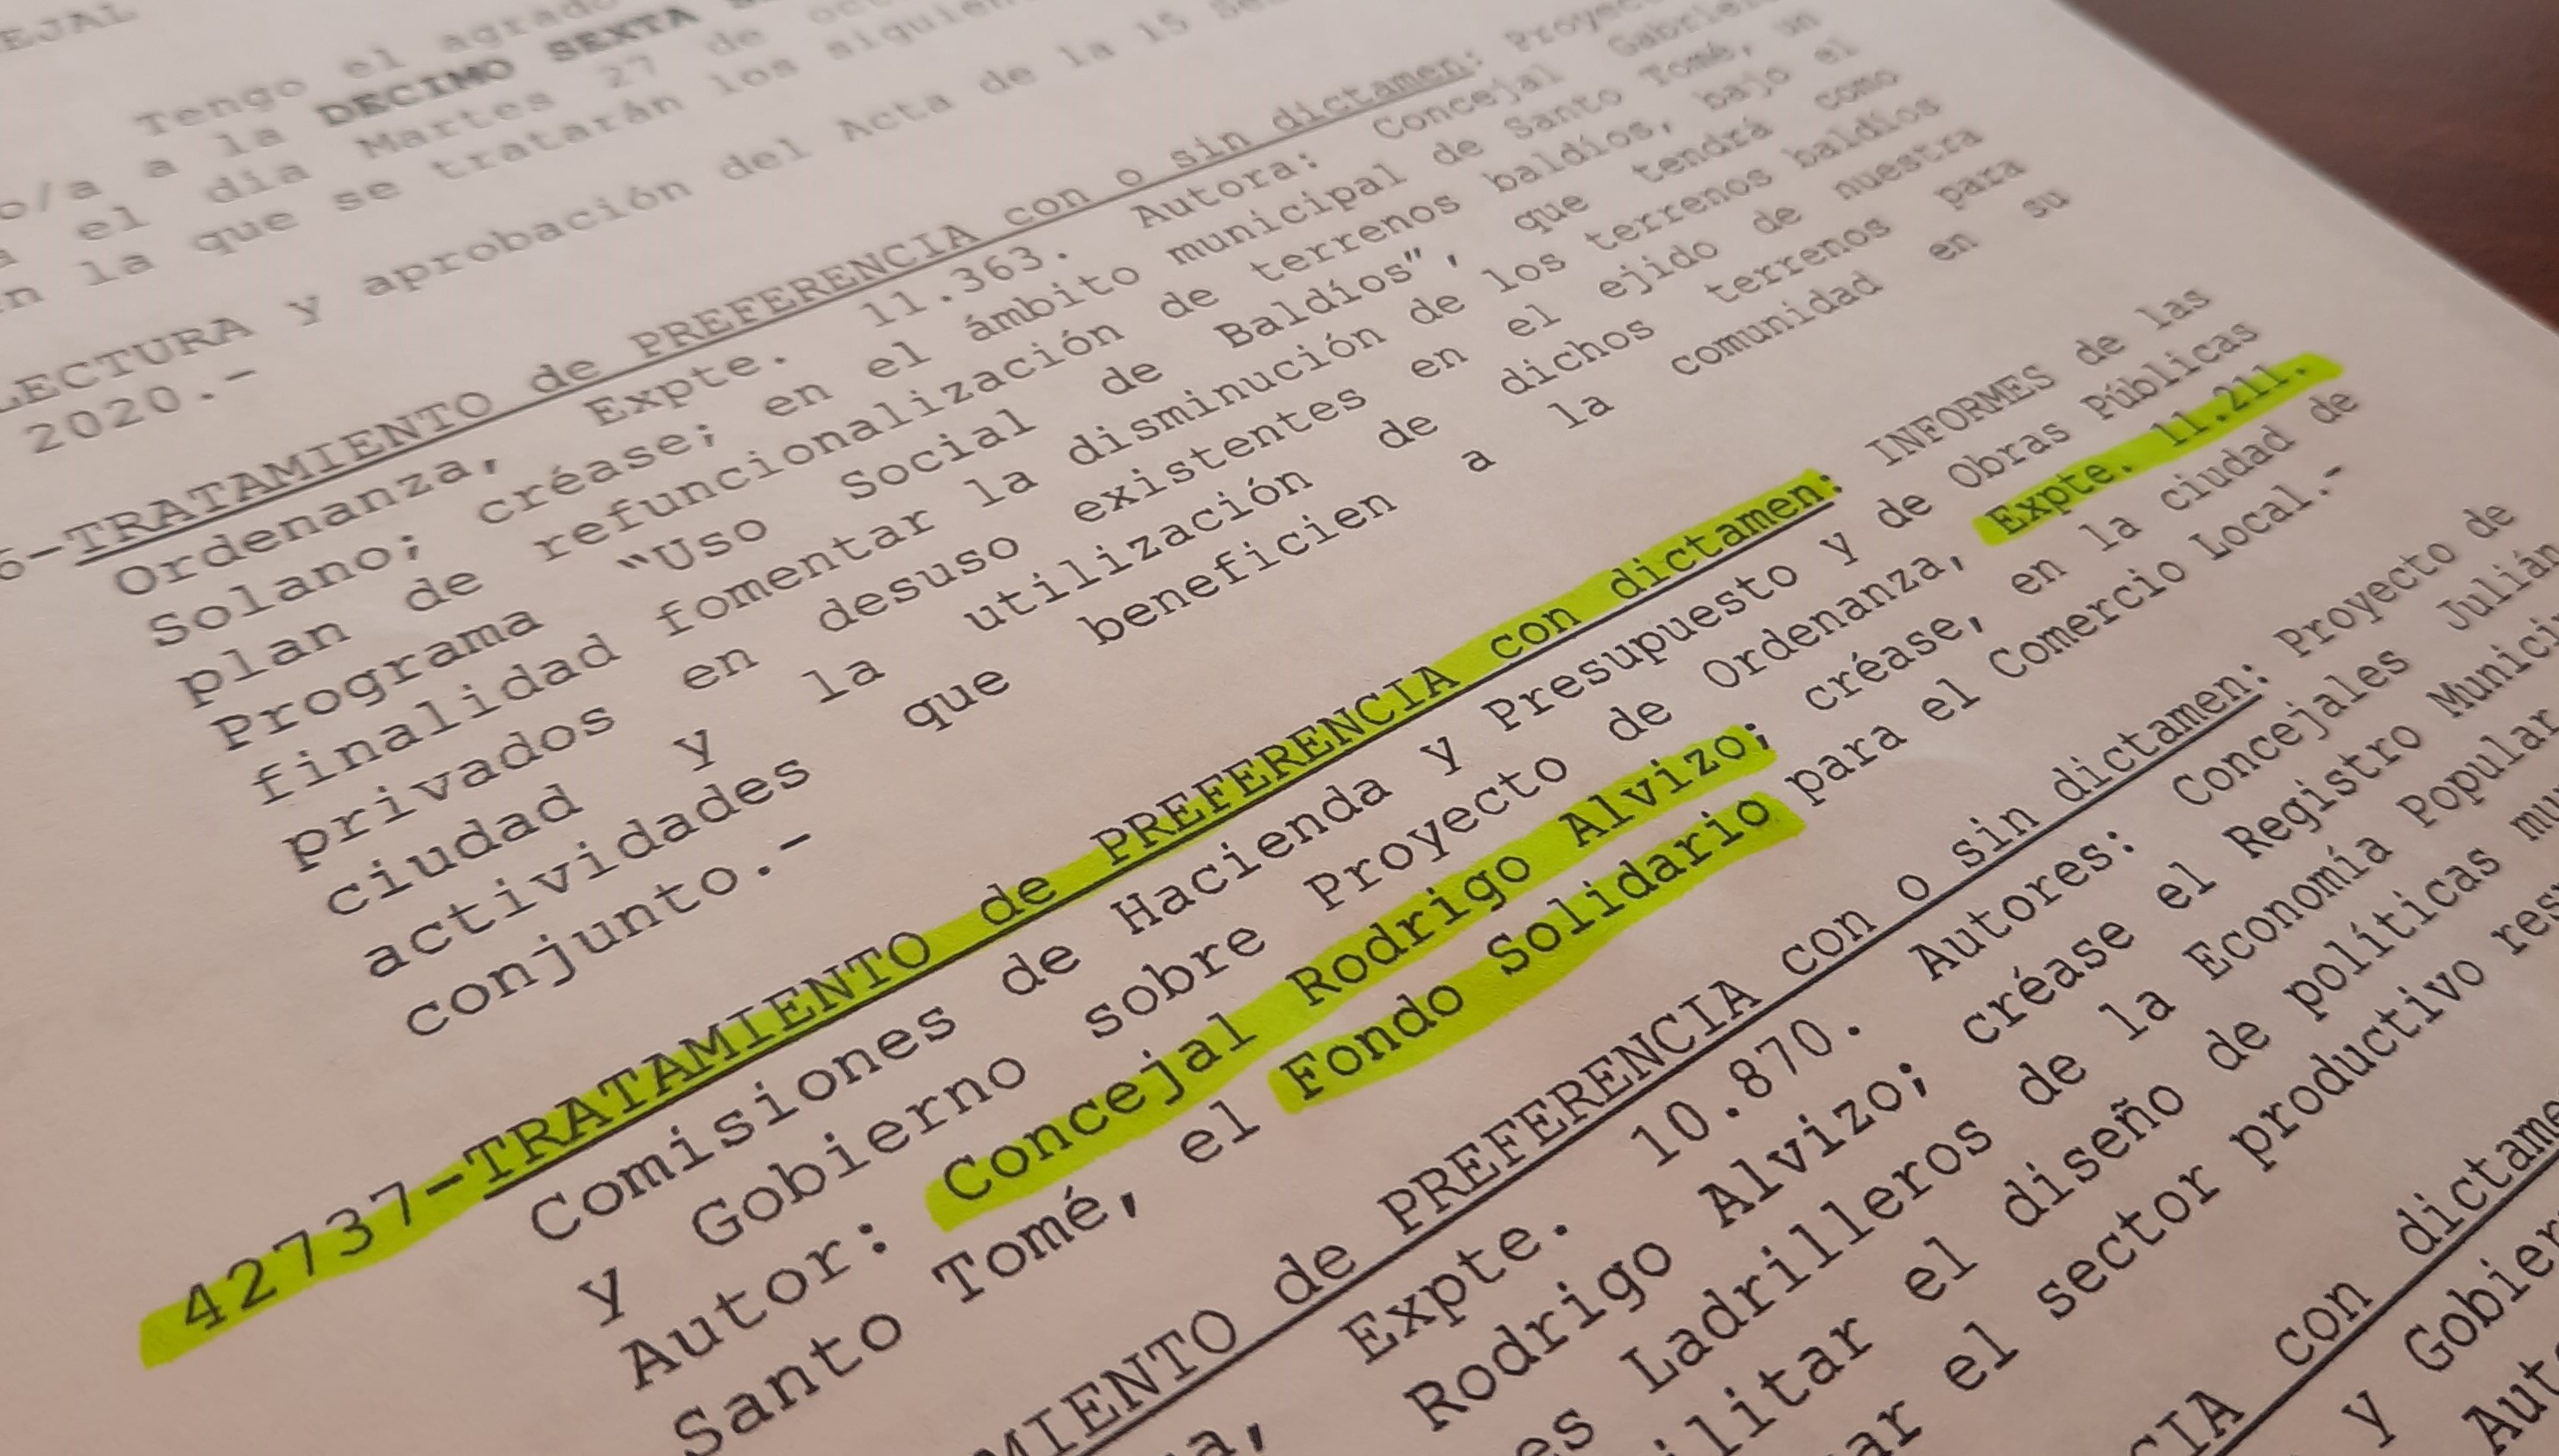 EJAL
Tengo el agrado
o/a a la DECIMO SEXTA
el día Martes 27 de
n la que se tratarán los siguien
LECTURA y aprobación del Acta de la 15
2020.-
6-TRATAMIENTO de PREFERENCIA con o sin dictamen: Proyecto
Ordenanza, Expte. 11.363. Autora: Concejal Gabriela
Solano; créase; en el ámbito municipal de Santo Tomé, un
plan de refuncionalización de terrenos baldíos, bajo el
Programa "Uso Social de Baldíos", que tendrá como
finalidad fomentar la disminución de los terrenos baldíos
privados en desuso existentes en el ejido de nuestra
ciudad y la utilización de dichos terrenos para
actividades que beneficien a la comunidad en su
conjunto.-
42737-TRATAMIENTO de PREFERENCIA con dictamen: INFORMES de las
Comisiones de Hacienda y Presupuesto y de Obras Públicas
y Gobierno sobre Proyecto de Ordenanza, Expte. 11.211.
Autor: Concejal Rodrigo Alvizo; créase, en la ciudad de
Santo Tomé, el Fondo Solidario para el Comercio Local.-
MIENTO de PREFERENCIA con o sin dictamen: Proyecto de
a, Expte. 10.870. Autores: Concejales Julián
Rodrigo Alvizo; créase el Registro Munici
es Ladrilleros de la Economía Popular
ilitar el diseño de políticas mu
ar el sector productivo res
CIA con dictame
y Gobier
Aut